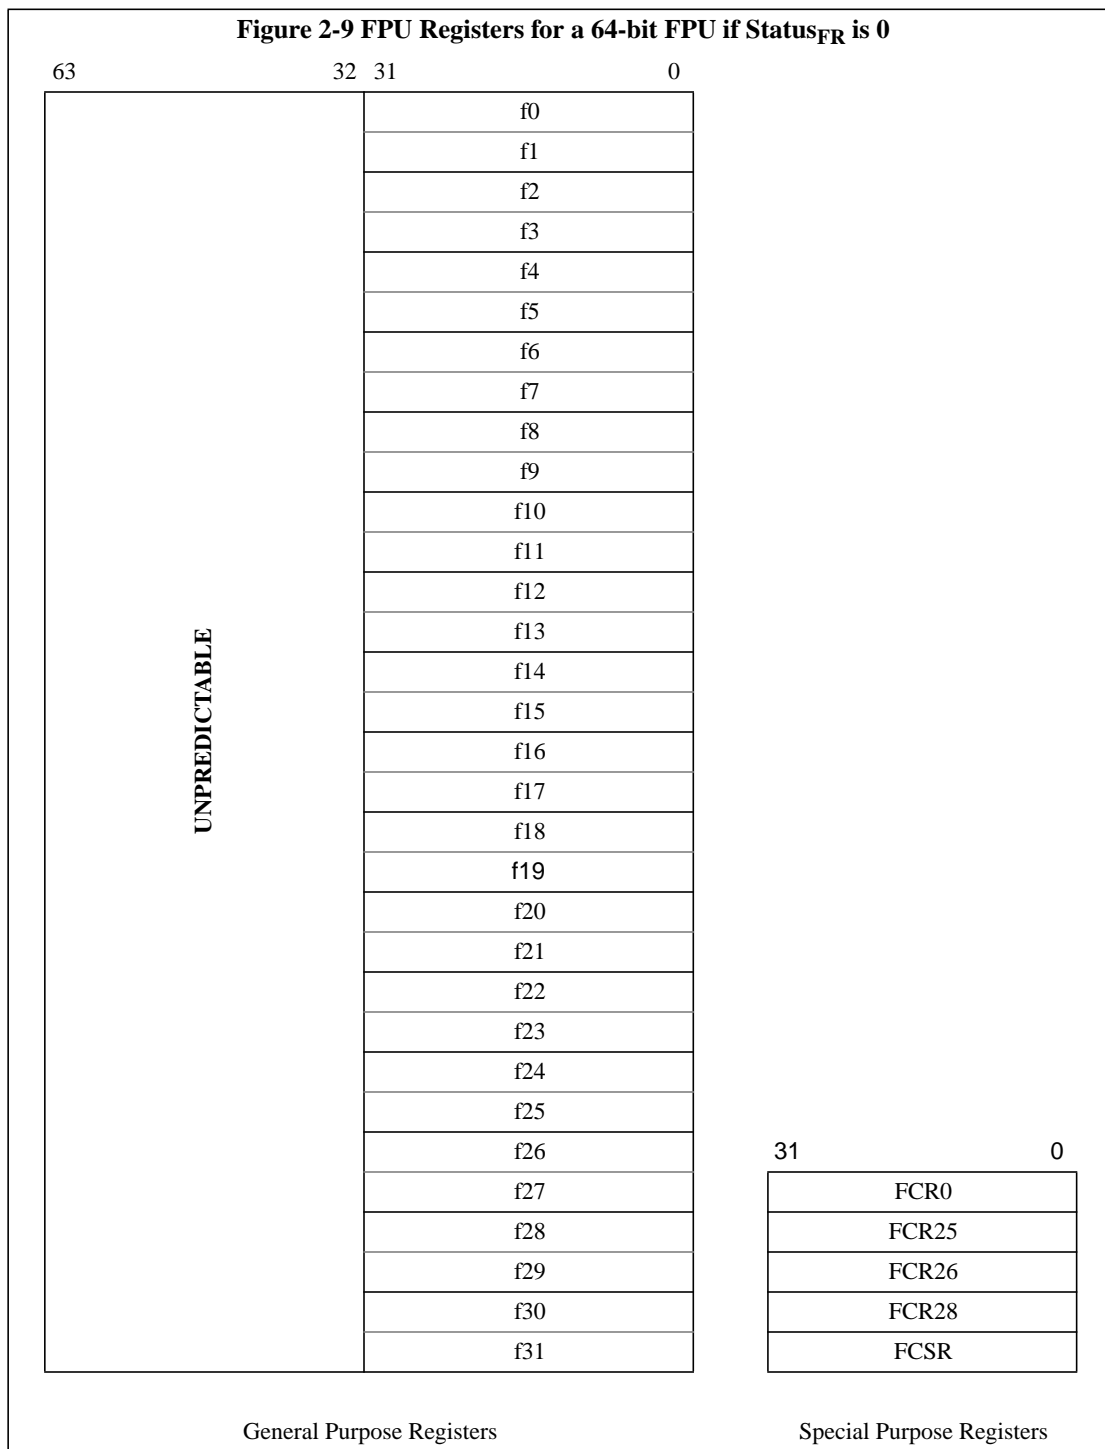 Figure 2-9 FPU Registers for a 64-bit FPU if StatusFR is 0
63 32 31 0
f0
f1
f2
f3
f4
f5
f6
f7
f8
f9
f10
f11
f12
f13
UNPREDICTABLE
f14
f15
f16
f17
f18
f19
f20
f21
f22
f23
f24
f25
f26
31 0
f27 FCR0
f28 FCR25
f29 FCR26
f30 FCR28
f31 FCSR
General Purpose Registers Special Purpose Registers